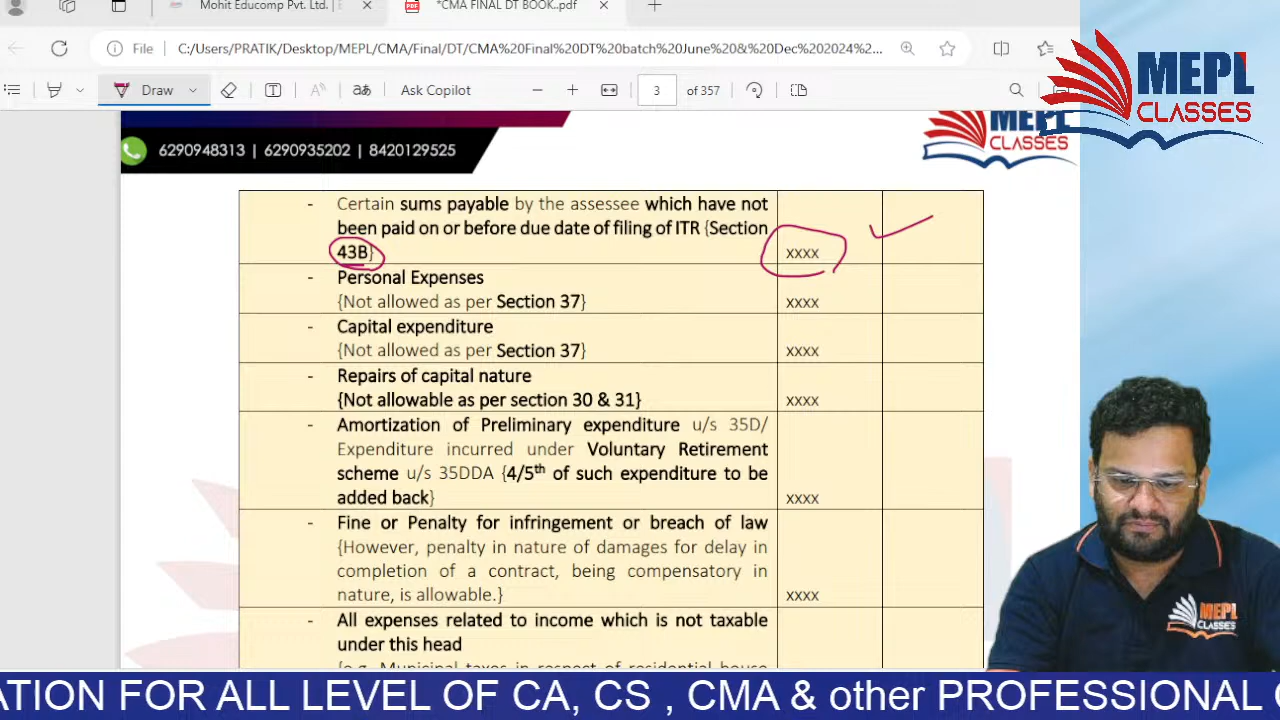 Mohit Educomp Pvt. Ltd. | E
*CMA FINAL DT BOOK..pdf
File
C:/Users/PRATIK/Desktop/MEPL/CMA/Final/DT/CMA%20Final%20DT%20batch%20June%20&%20Dec%202024%2...
Draw
Ask Copilot
3
of 357
MEPL
CLASSES
6290948313 | 6290935202 | 8420129525
MEPL
CLASSES
- Certain sums payable by the assessee which have not
been paid on or before due date of filing of ITR {Section
43B} xxxx
- Personal Expenses
{Not allowed as per Section 37} xxxx
- Capital expenditure
{Not allowed as per Section 37} xxxx
- Repairs of capital nature
{Not allowable as per section 30 & 31} xxxx
- Amortization of Preliminary expenditure u/s 35D/
Expenditure incurred under Voluntary Retirement
scheme u/s 35DDA {4/5th of such expenditure to be
added back} xxxx
- Fine or Penalty for infringement or breach of law
{However, penalty in nature of damages for delay in
completion of a contract, being compensatory in
nature, is allowable.} xxxx
- All expenses related to income which is not taxable
under this head
{e.g. Municipal taxes in respect of residential house
MEPL
CLASSES
ATION FOR ALL LEVEL OF CA, CS , CMA & other PROFESSIONAL